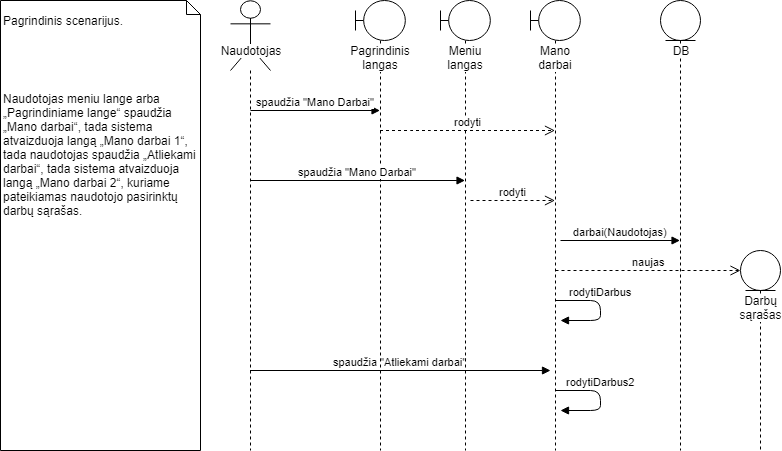 Pagrindinis scenarijus.
Naudotojas meniu lange arba
„Pagrindiniame lange“ spaudžia
„Mano darbai“, tada sistema
atvaizduoja langą „Mano darbai 1“,
tada naudotojas spaudžia „Atliekami
darbai“, tada sistema atvaizduoja
langą „Mano darbai 2“, kuriame
pateikiamas naudotojo pasirinktų
darbų sąrašas.
Naudotojas
Pagrindinis
langas
Meniu
langas
Mano
darbai
DB
spaudžia "Mano Darbai"
rodyti
spaudžia "Mano Darbai"
rodyti
darbai(Naudotojas)
naujas
Darbų
sąrašas
rodytiDarbus
spaudžia "Atliekami darbai"
rodytiDarbus2